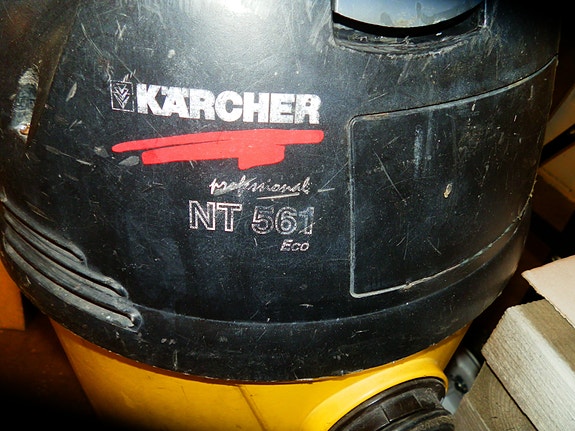 KÄRCHER
professional
NT 561
Eco